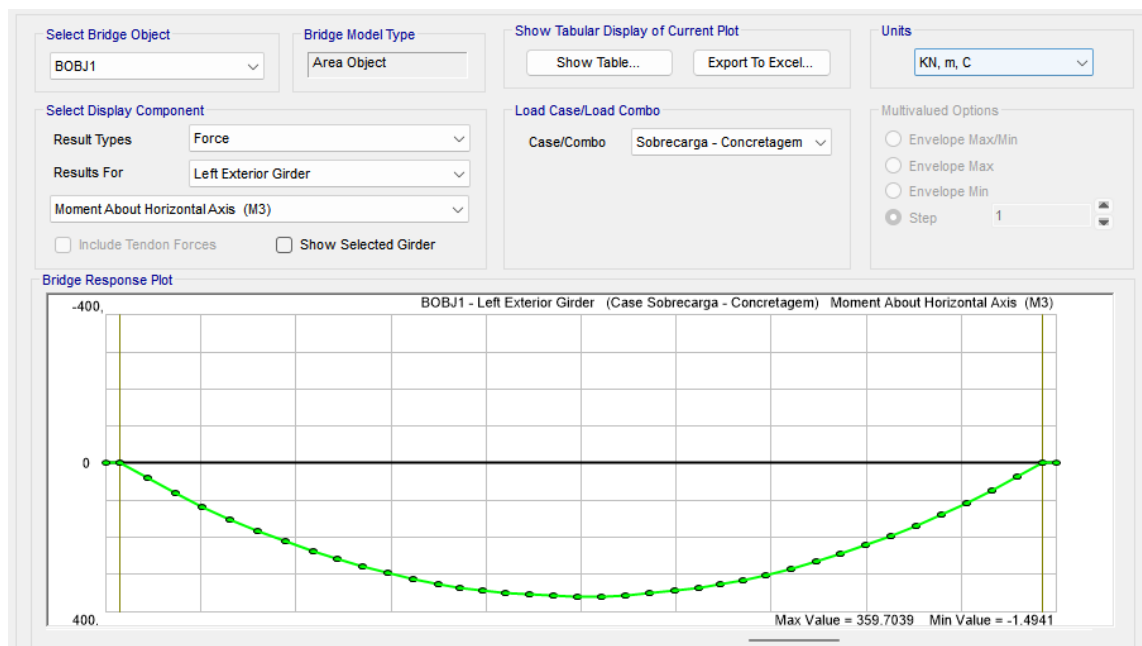 Select Bridge Object
BOBJ1
Bridge Model Type
Area Object
Show Tabular Display of Current Plot
Show Table...
Export To Excel...
Units
KN, m, C
Select Display Component
Result Types
Force
Results For
Left Exterior Girder
Moment About Horizontal Axis (M3)
Include Tendon Forces
Show Selected Girder
Load Case/Load Combo
Case/Combo
Sobrecarga - Concretagem
Multivalued Options
Envelope Max/Min
Envelope Max
Envelope Min
Step
1
Bridge Response Plot
-400,
BOBJ1 - Left Exterior Girder (Case Sobrecarga - Concretagem) Moment About Horizontal Axis (M3)
0
400,
Max Value = 359.7039 Min Value = -1.4941